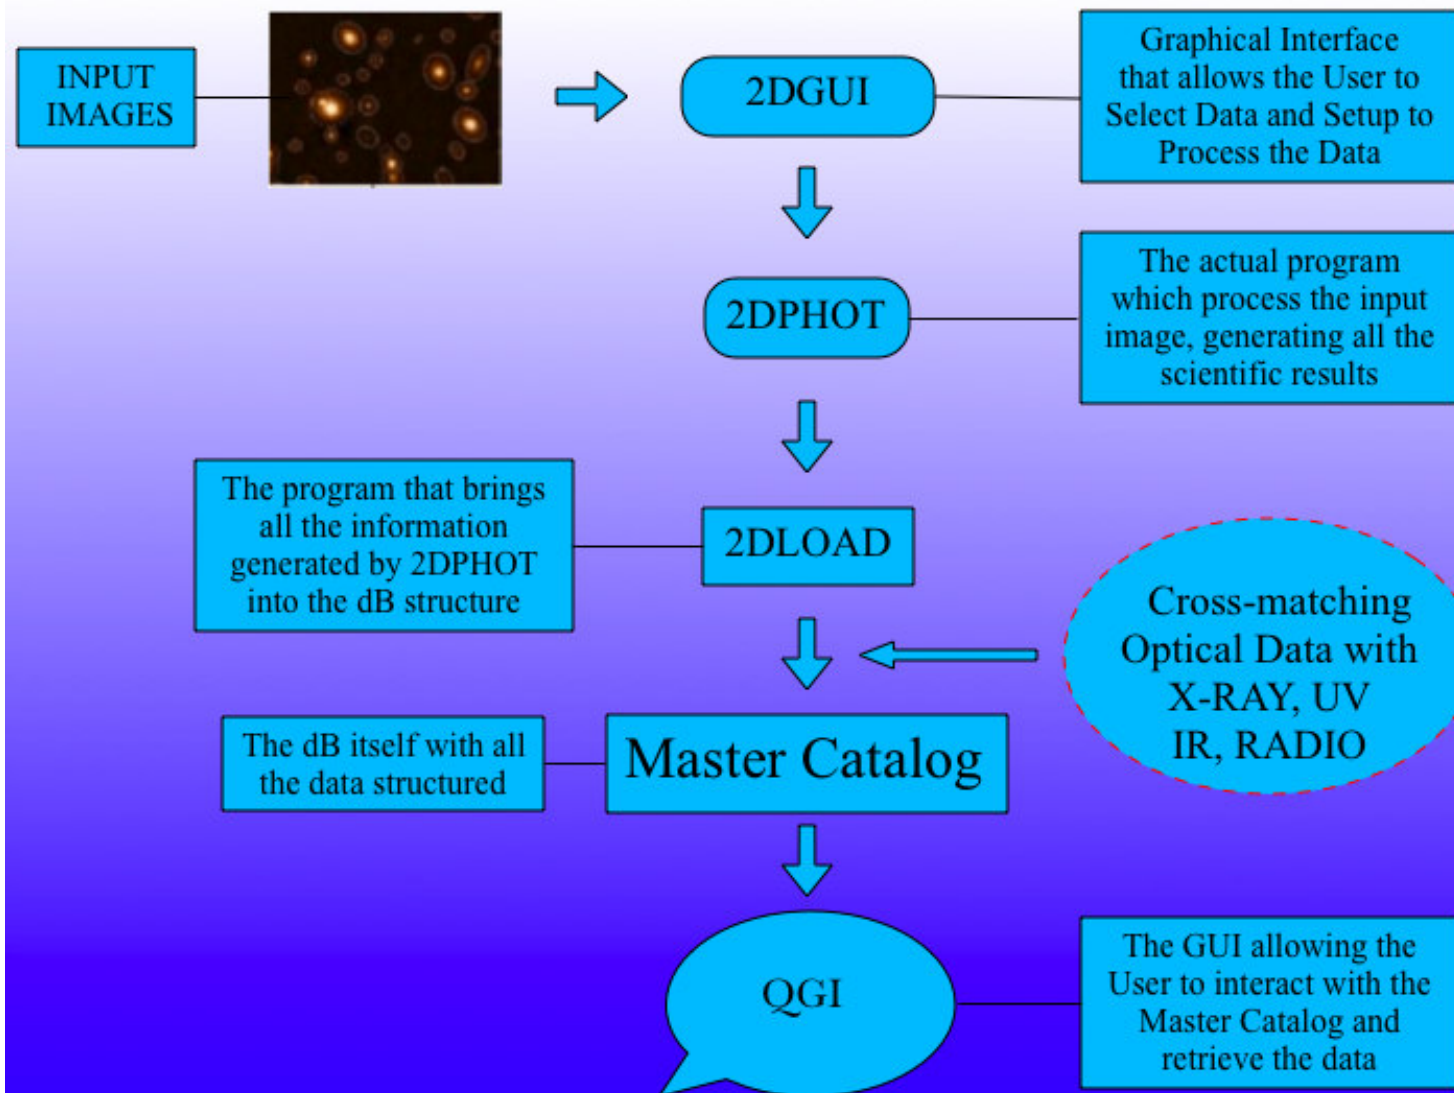 INPUT
IMAGES
2DGUI
Graphical Interface
that allows the User to
Select Data and Setup to
Process the Data
2DPHOT
The actual program
which process the input
image, generating all the
scientific results
The program that brings
all the information
generated by 2DPHOT
into the dB structure
2DLOAD
Cross-matching
Optical Data with
X-RAY, UV
IR, RADIO
The dB itself with all
the data structured
Master Catalog
QGI
The GUI allowing the
User to interact with the
Master Catalog and
retrieve the data